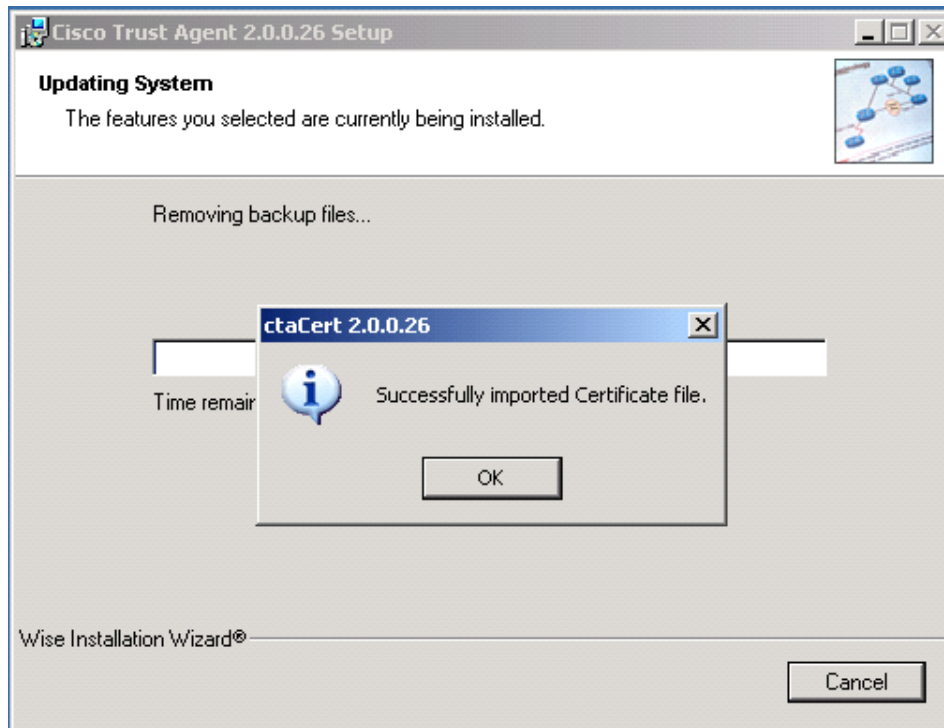 Cisco Trust Agent 2.0.0.26 Setup
Updating System
The features you selected are currently being installed.
Removing backup files...
ctaCert 2.0.0.26
Successfully imported Certificate file.
OK
Time
Wise Installation Wizard®
Cancel